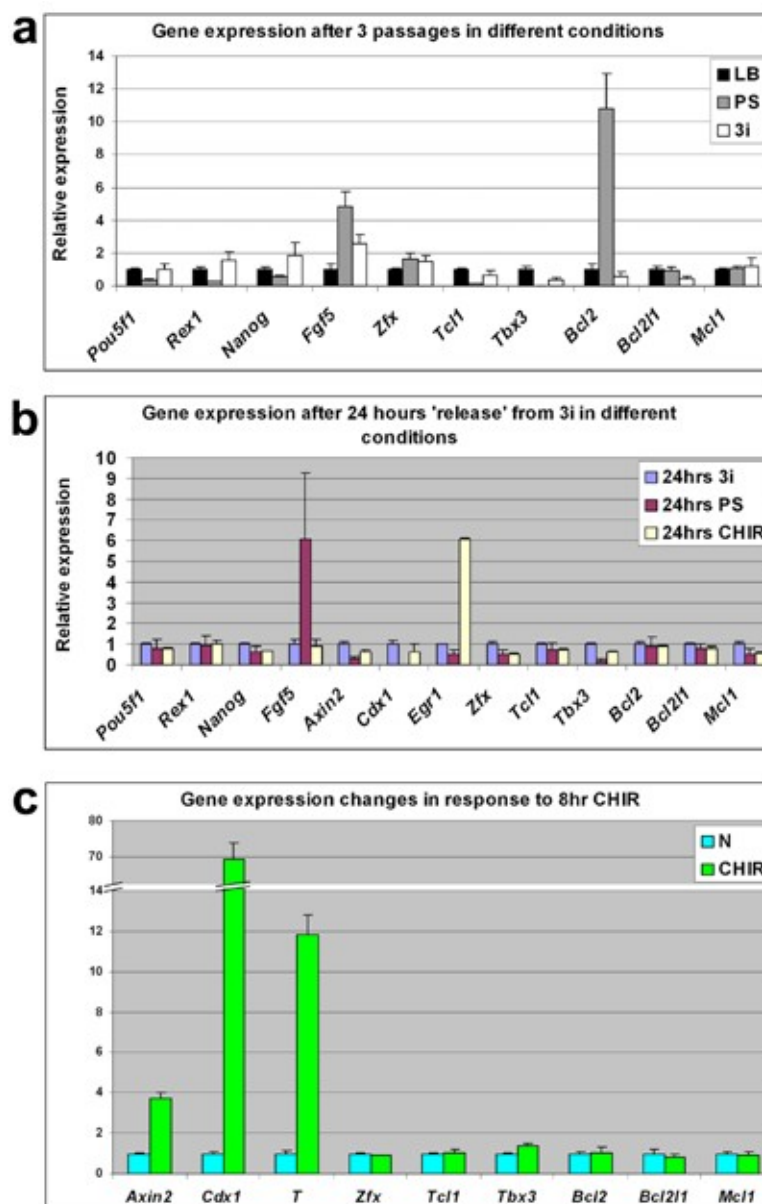 a
Gene expression after 3 passages in different conditions
Relative expression
14
12
10
8
6
4
2
0
LB
PS
3i
Pou5f1
Rex1
Nanog
Fgf5
Zfx
Tcl1
Tbx3
Bcl2
Bcl2l1
Mcl1
b
Gene expression after 24 hours 'release' from 3i in different
conditions
Relative expression
10
9
8
7
6
5
4
3
2
1
0
24hrs 3i
24hrs PS
24hrs CHIR
Pou5f1
Rex1
Nanog
Fgf5
Axin2
Cdx1
Egr1
Zfx
Tcl1
Tbx3
Bcl2
Bcl2l1
Mcl1
c
Gene expression changes in response to 8hr CHIR
80
70
14
12
10
8
6
4
2
0
N
CHIR
Axin2
Cdx1
T
Zfx
Tcl1
Tbx3
Bcl2
Bcl2l1
Mcl1